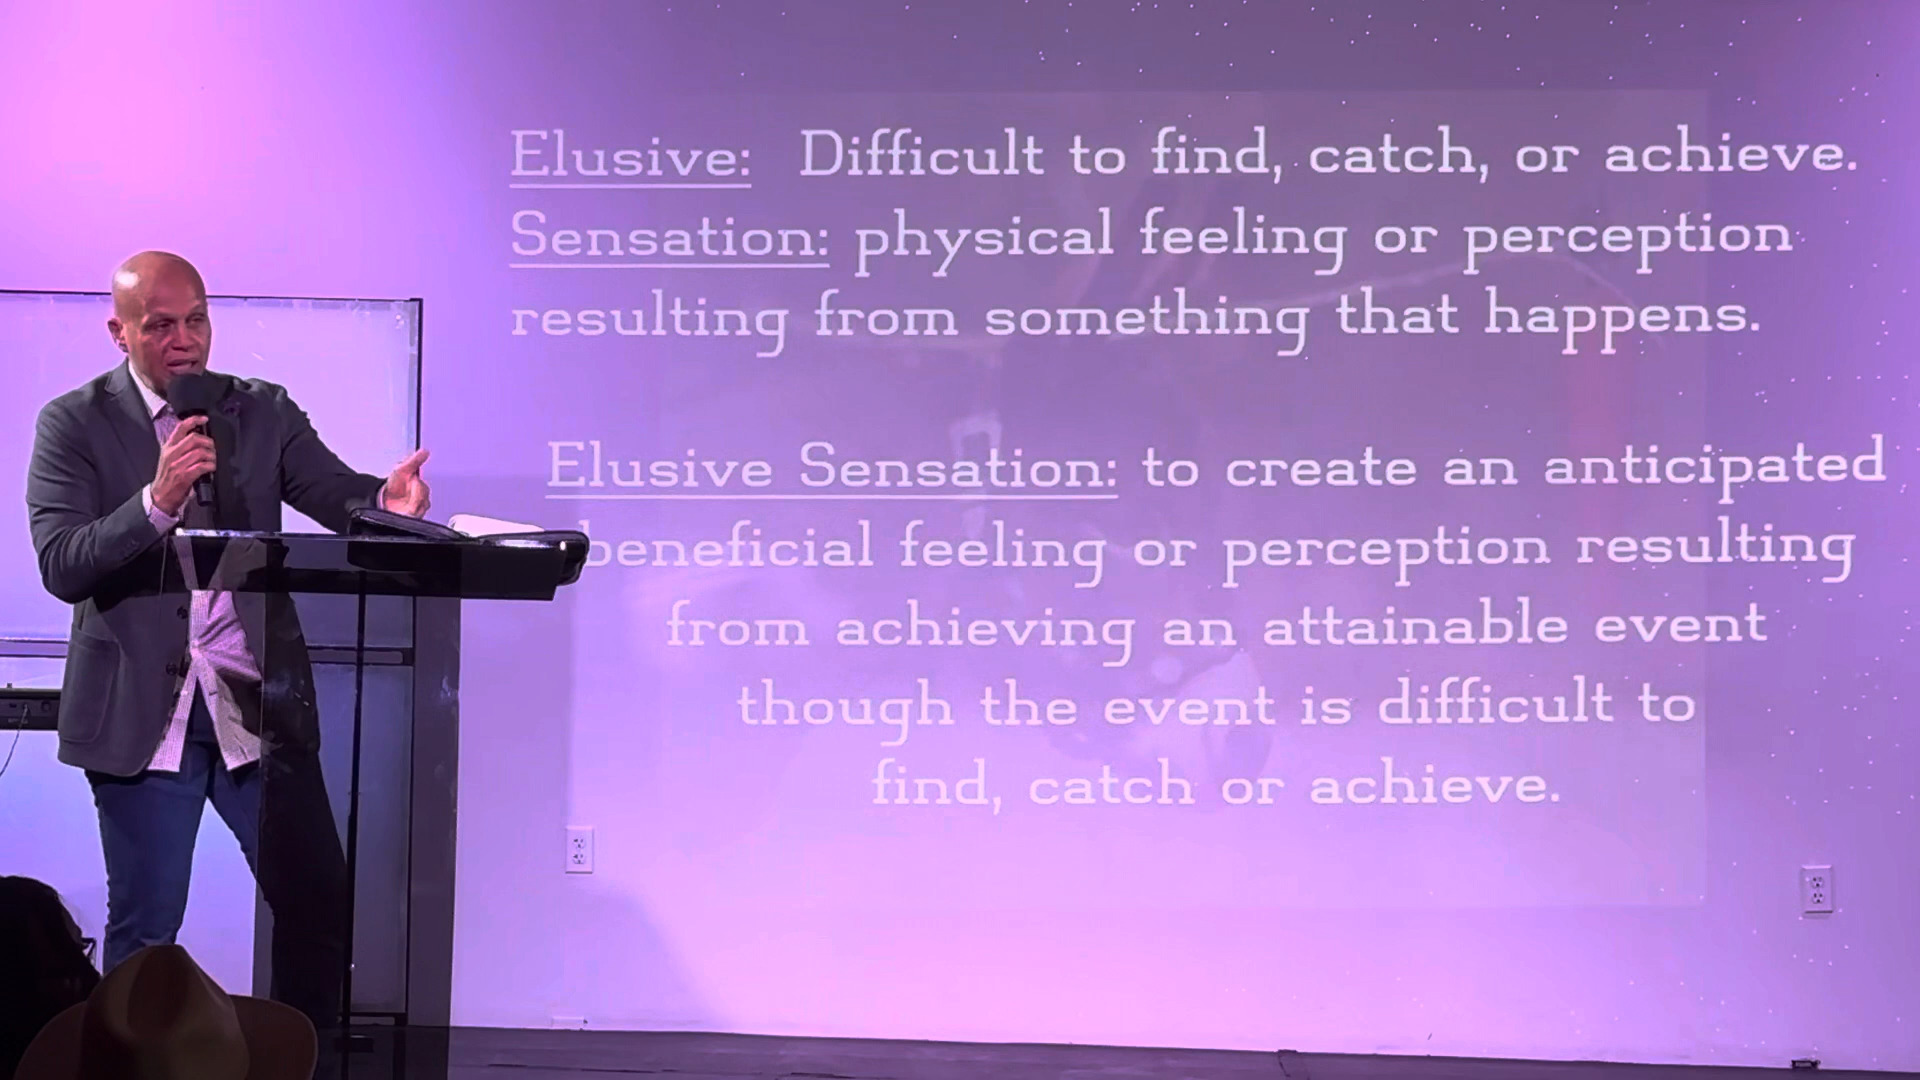 Elusive: Difficult to find, catch, or achieve.
Sensation: physical feeling or perception
resulting from something that happens.
Elusive Sensation: to create an anticipated
beneficial feeling or perception resulting
from achieving an attainable event
though the event is difficult to
find, catch or achieve.